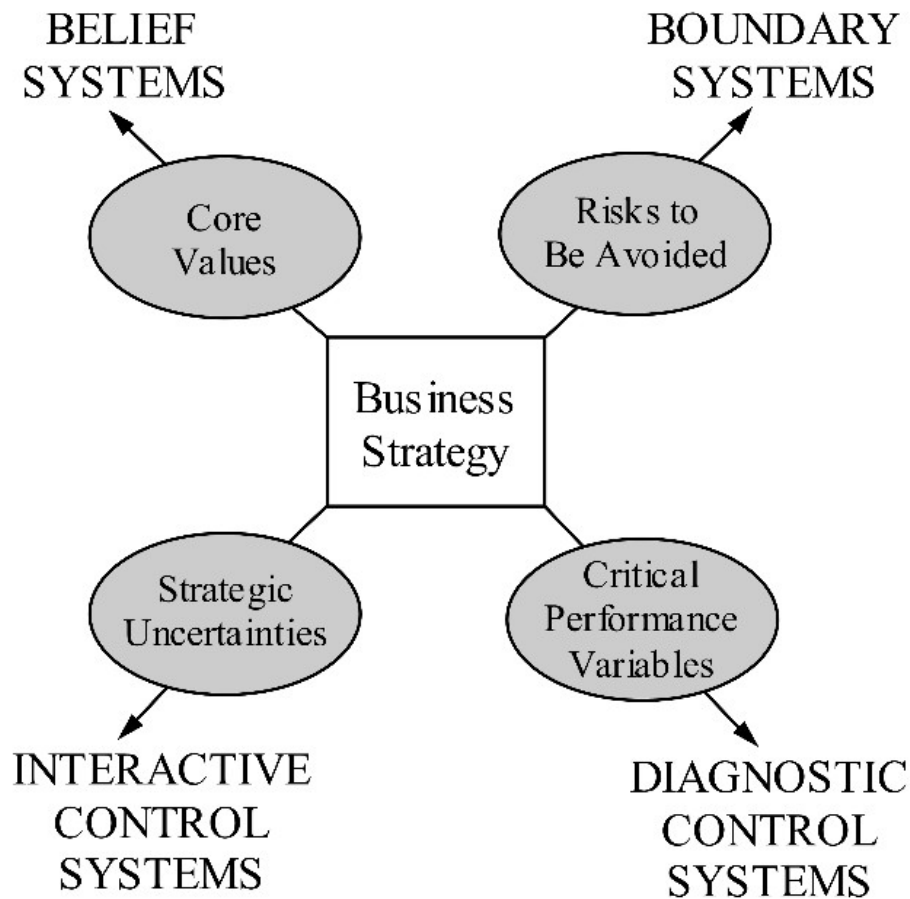 BELIEF
SYSTEMS
BOUNDARY
SYSTEMS
Core
Values
Risks to
Be Avoided
Business
Strategy
Strategic
Uncertainties
Critical
Performance
Variables
INTERACTIVE
CONTROL
SYSTEMS
DIAGNOSTIC
CONTROL
SYSTEMS